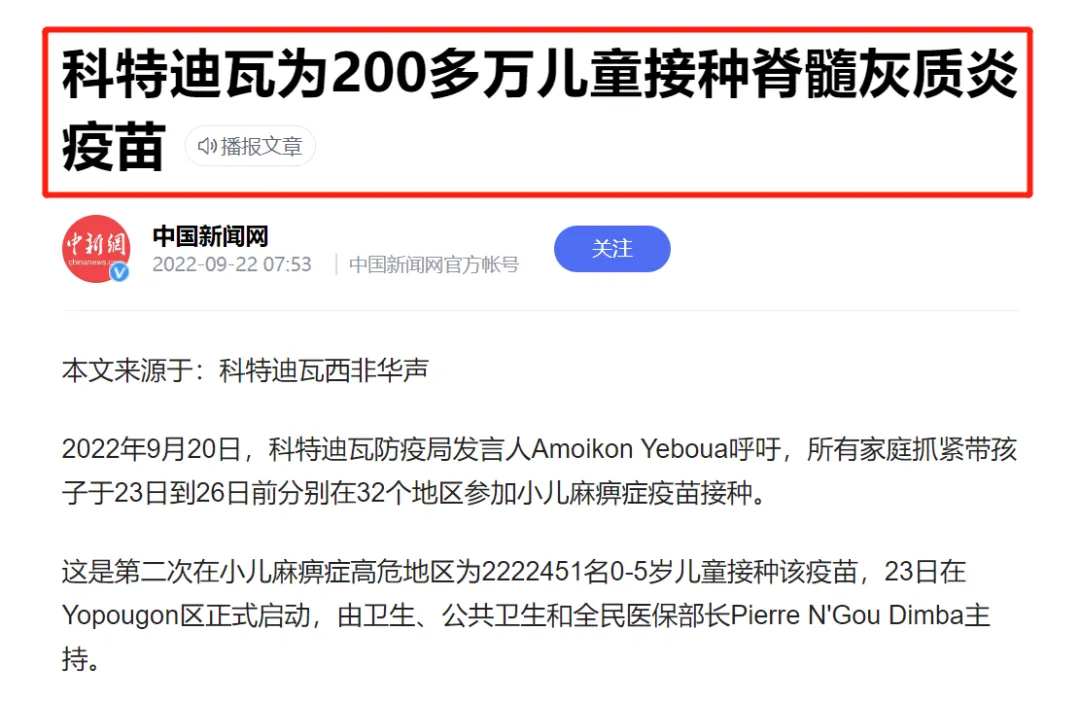 科特迪瓦为200多万儿童接种脊髓灰质炎
疫苗 播报文章
中新網
chinanews.com
中国新闻网
2022-09-22 07:53 中国新闻网官方帐号
关注
本文来源于：科特迪瓦西非华声
2022年9月20日，科特迪瓦防疫局发言人Amoikon Yeboua呼吁，所有家庭抓紧带孩
子于23日到26日前分别在32个地区参加小儿麻痹症疫苗接种。
这是第二次在小儿麻痹症高危地区为2222451名0-5岁儿童接种该疫苗，23日在
Yopougon区正式启动，由卫生、公共卫生和全民医保部长Pierre N'Gou Dimba主
持。